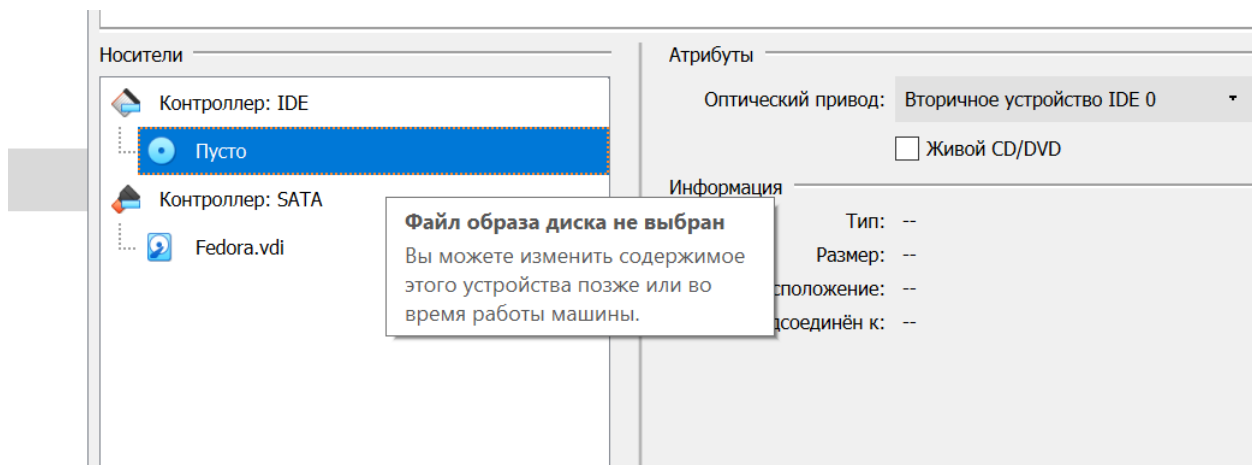 Носители
Контроллер: IDE
Пусто
Контроллер: SATA
Fedora.vdi
Файл образа диска не выбран
Вы можете изменить содержимое
этого устройства позже или во
время работы машины.
Атрибуты
Оптический привод: Вторичное устройство IDE 0
Живой CD/DVD
Информация
Тип: --
Размер: --
сположение: --
дсоединён к: --